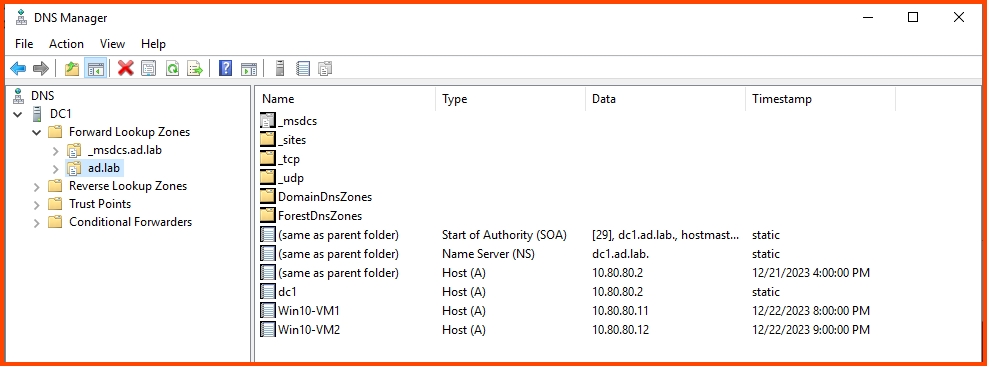 DNS Manager
File Action View Help
DNS
DC1
Forward Lookup Zones
_msdcs.ad.lab
ad.lab
Reverse Lookup Zones
Trust Points
Conditional Forwarders
Name Type Data Timestamp
_msdcs
_sites
_tcp
_udp
DomainDnsZones
ForestDnsZones
(same as parent folder) Start of Authority (SOA) [29], dc1.ad.lab., hostmast... static
(same as parent folder) Name Server (NS) dc1.ad.lab. static
(same as parent folder) Host (A) 10.80.80.2 12/21/2023 4:00:00 PM
dc1 Host (A) 10.80.80.2 static
Win10-VM1 Host (A) 10.80.80.11 12/22/2023 8:00:00 PM
Win10-VM2 Host (A) 10.80.80.12 12/22/2023 9:00:00 PM